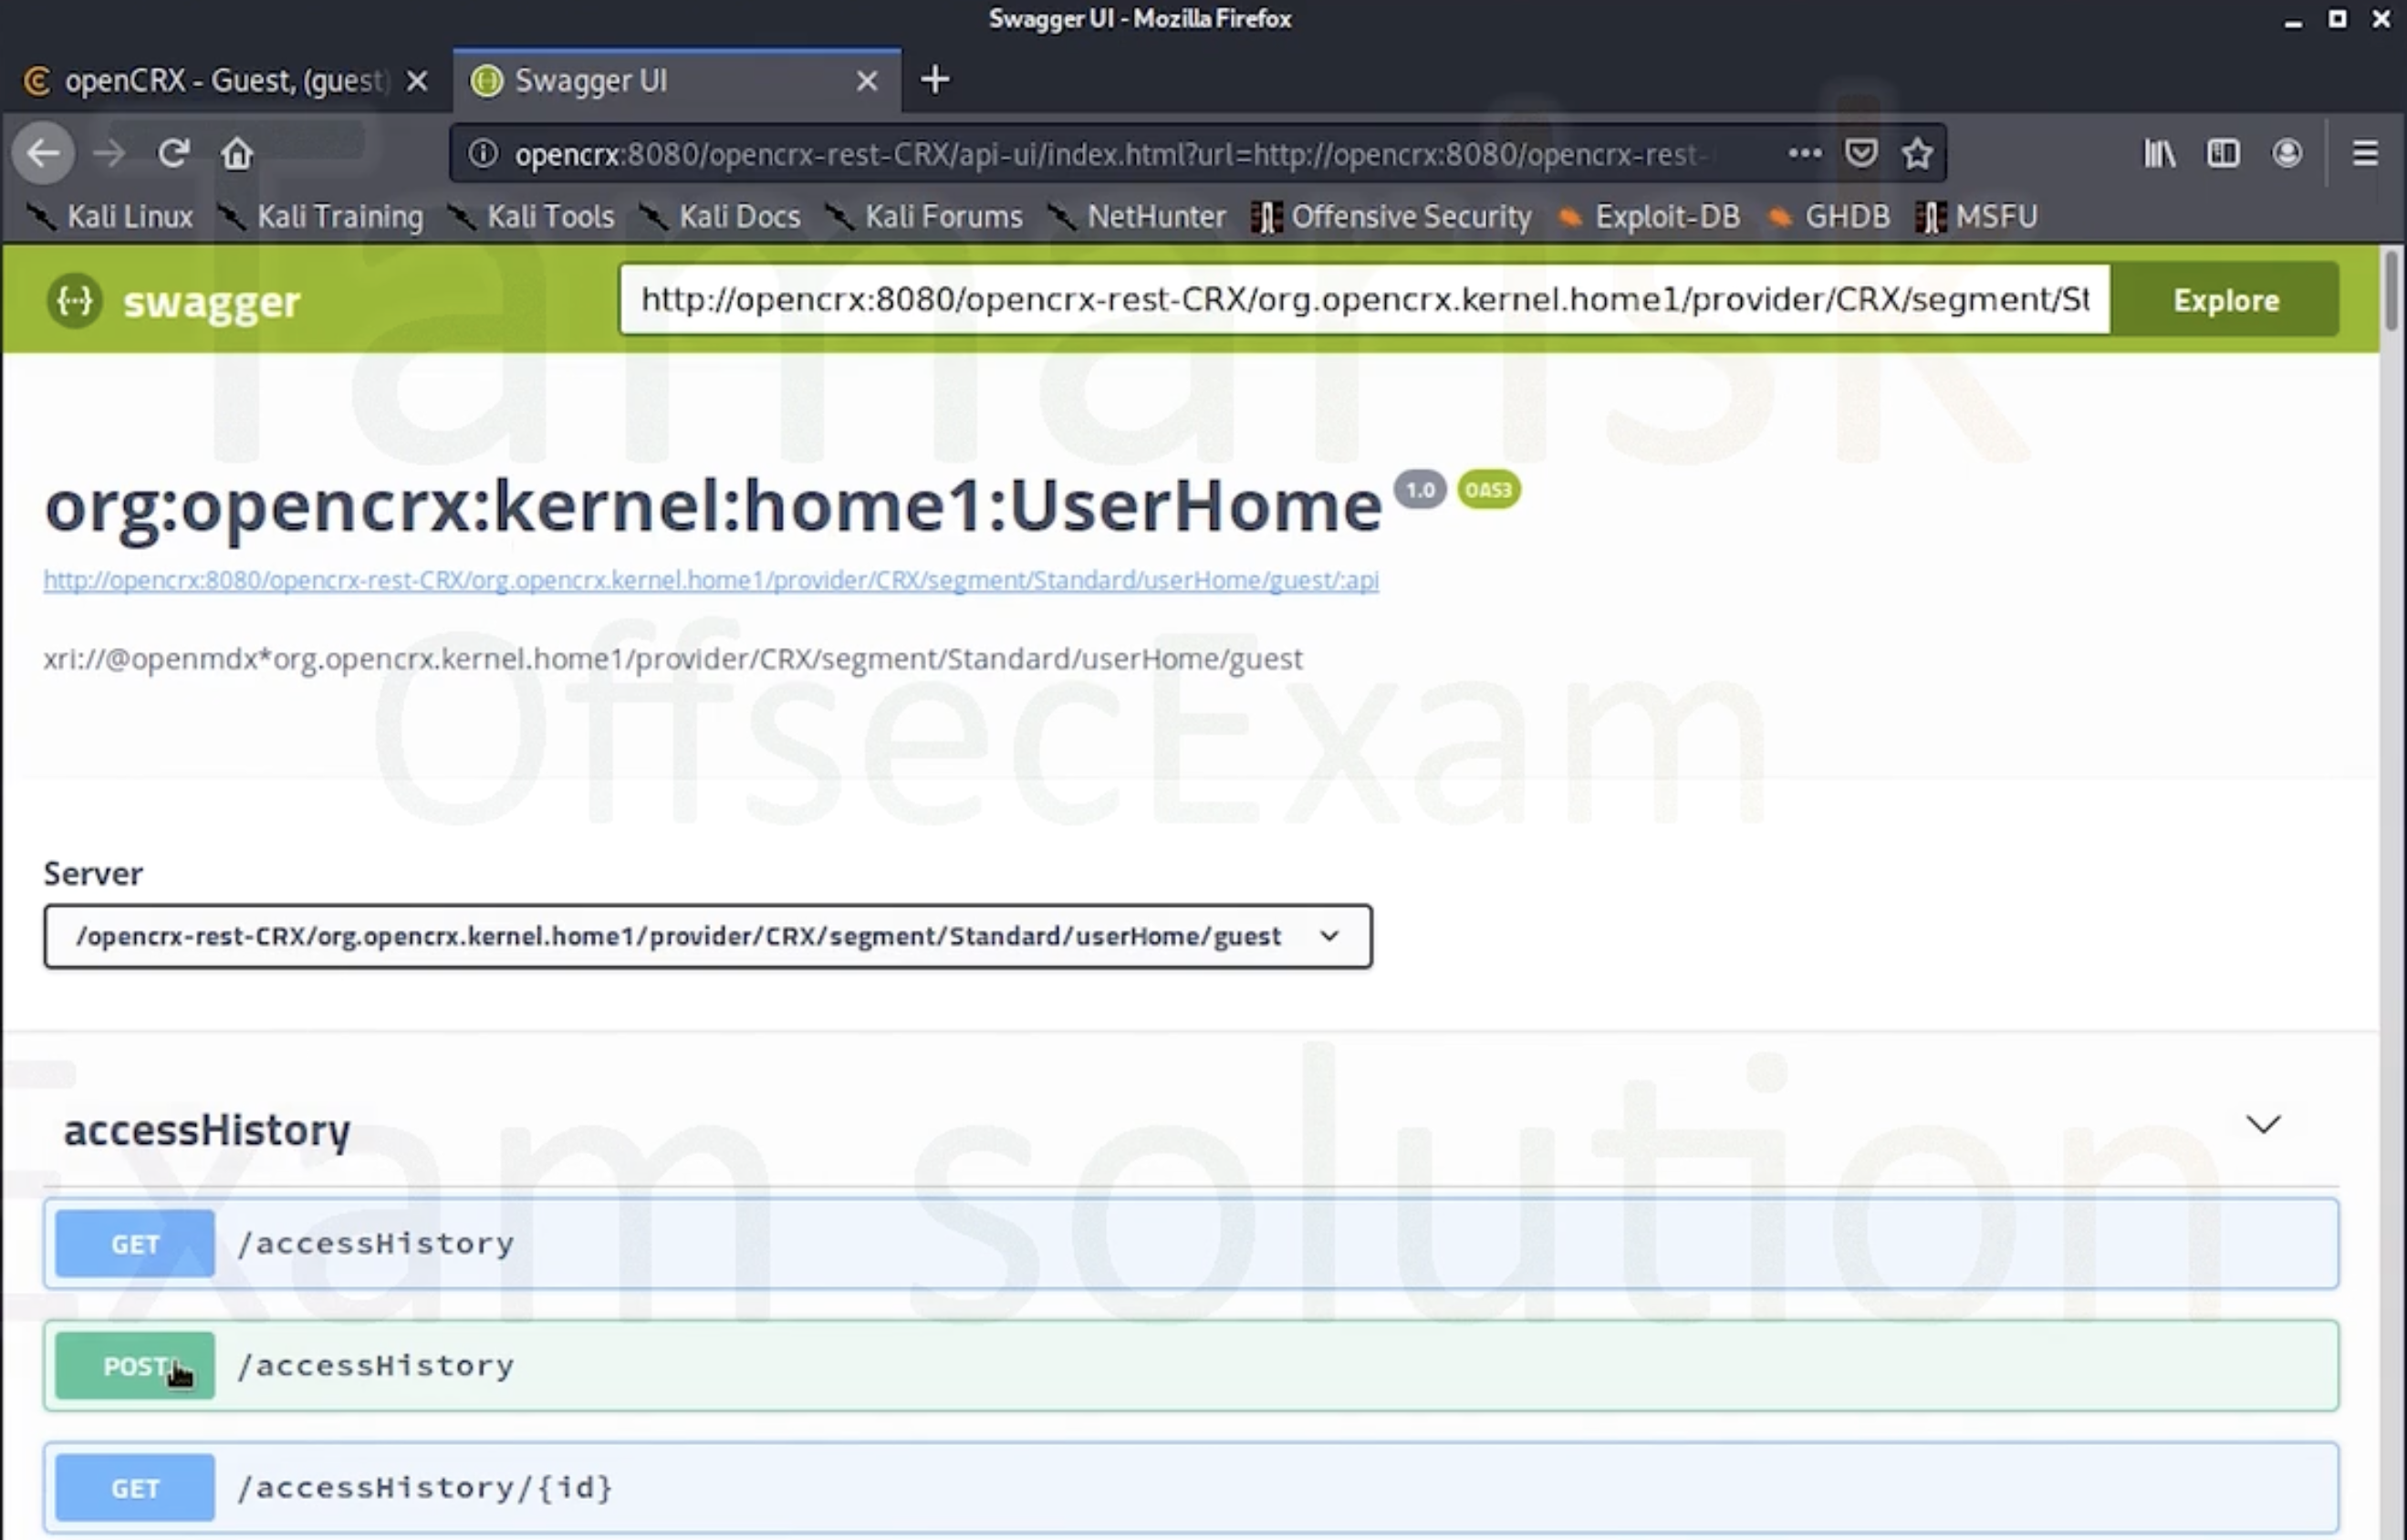 Swagger UI - Mozilla Firefox
openCRX - Guest, (guest)
Swagger UI
opencrx:8080/opencrx-rest-CRX/api-ui/index.html?url=http://opencrx:8080/opencrx-rest-
Kali Linux Kali Training Kali Tools Kali Docs Kali Forums NetHunter Offensive Security Exploit-DB GHDB MSFU
swagger
http://opencrx:8080/opencrx-rest-CRX/org.opencrx.kernel.home1/provider/CRX/segment/St
Explore
Tamarisk
org:opencrx:kernel:home1:UserHome 1.0 OAS3
http://opencrx:8080/opencrx-rest-CRX/org.opencrx.kernel.home1/provider/CRX/segment/Standard/userHome/guest/:api
xri://@openmdx*org.opencrx.kernel.home1/provider/CRX/segment/Standard/userHome/guest
OffsecExam
Server
/opencrx-rest-CRX/org.opencrx.kernel.home1/provider/CRX/segment/Standard/userHome/guest
accessHistory
Exam solution
GET /accessHistory
POST /accessHistory
GET /accessHistory/{id}